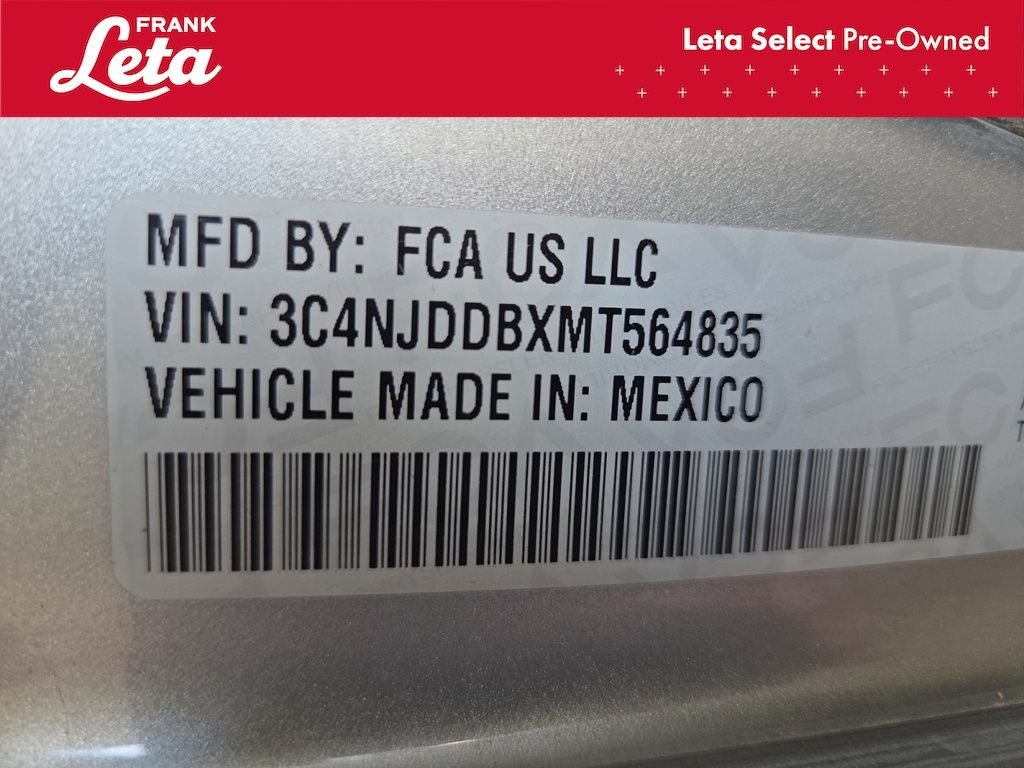 FRANK
Leta
Leta Select Pre-Owned
MFD BY: FCA US LLC
VIN: 3C4NJDDBXMT564835
VEHICLE MADE IN: MEXICO